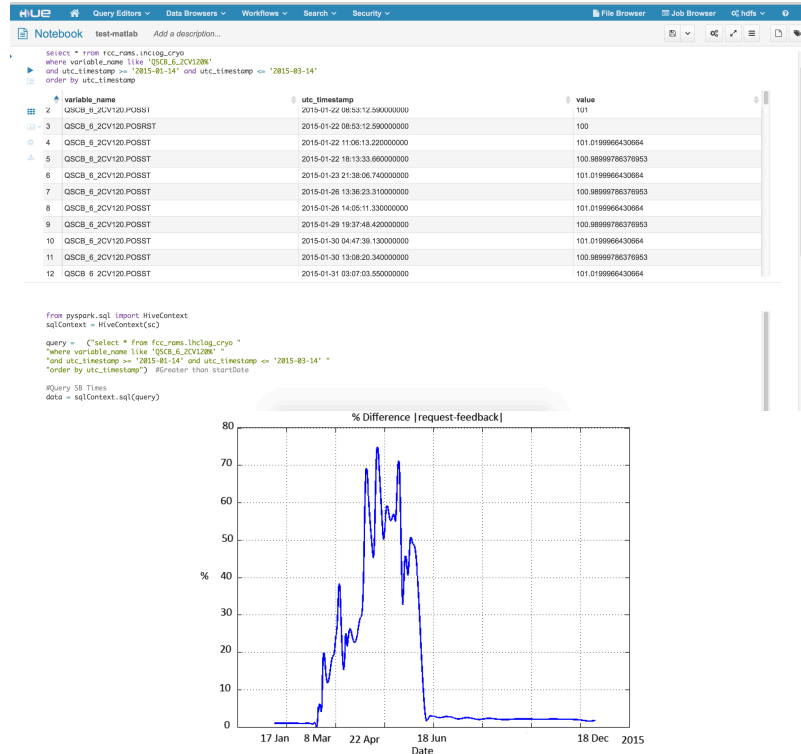 HUE Query Editors Data Browsers Workflows Search Security File Browser Job Browser hdfs
Notebook test-matlab Add a description...
select * from fcc_rams.lhclog_cryo
where variable_name like 'QSCB_6_2CV120%'
and utc_timestamp >= '2015-01-14' and utc_timestamp <= '2015-03-14'
order by utc_timestamp
variable_name utc_timestamp value
2 QSCB_6_2CV120.POSST 2015-01-22 08:53:12.590000000 101
3 QSCB_6_2CV120.POSRST 2015-01-22 08:53:12.590000000 100
4 QSCB_6_2CV120.POSST 2015-01-22 11:06:13.220000000 101.0199966430664
5 QSCB_6_2CV120.POSST 2015-01-22 18:13:33.660000000 100.98999786376953
6 QSCB_6_2CV120.POSST 2015-01-23 21:38:06.740000000 101.0199966430664
7 QSCB_6_2CV120.POSST 2015-01-26 13:36:23.310000000 100.98999786376953
8 QSCB_6_2CV120.POSST 2015-01-26 14:05:11.330000000 101.0199966430664
9 QSCB_6_2CV120.POSST 2015-01-29 19:37:48.420000000 100.98999786376953
10 QSCB_6_2CV120.POSST 2015-01-30 04:47:39.130000000 101.0199966430664
11 QSCB_6_2CV120.POSST 2015-01-30 13:08:20.340000000 100.98999786376953
12 QSCB_6_2CV120.POSST 2015-01-31 03:07:03.550000000 101.0199966430664
from pyspark.sql import HiveContext
sqlContext = HiveContext(sc)
query = ("select * from fcc_rams.lhclog_cryo "
"where variable_name like 'QSCB_6_2CV120%' "
"and utc_timestamp >= '2015-01-14' and utc_timestamp <= '2015-03-14' "
"order by utc_timestamp") #Greater than startDate
#Query SB Times
data = sqlContext.sql(query)
% Difference |request-feedback|
80
70
60
50
% 40
30
20
10
0
17 Jan 8 Mar 22 Apr 18 Jun 18 Dec 2015
Date